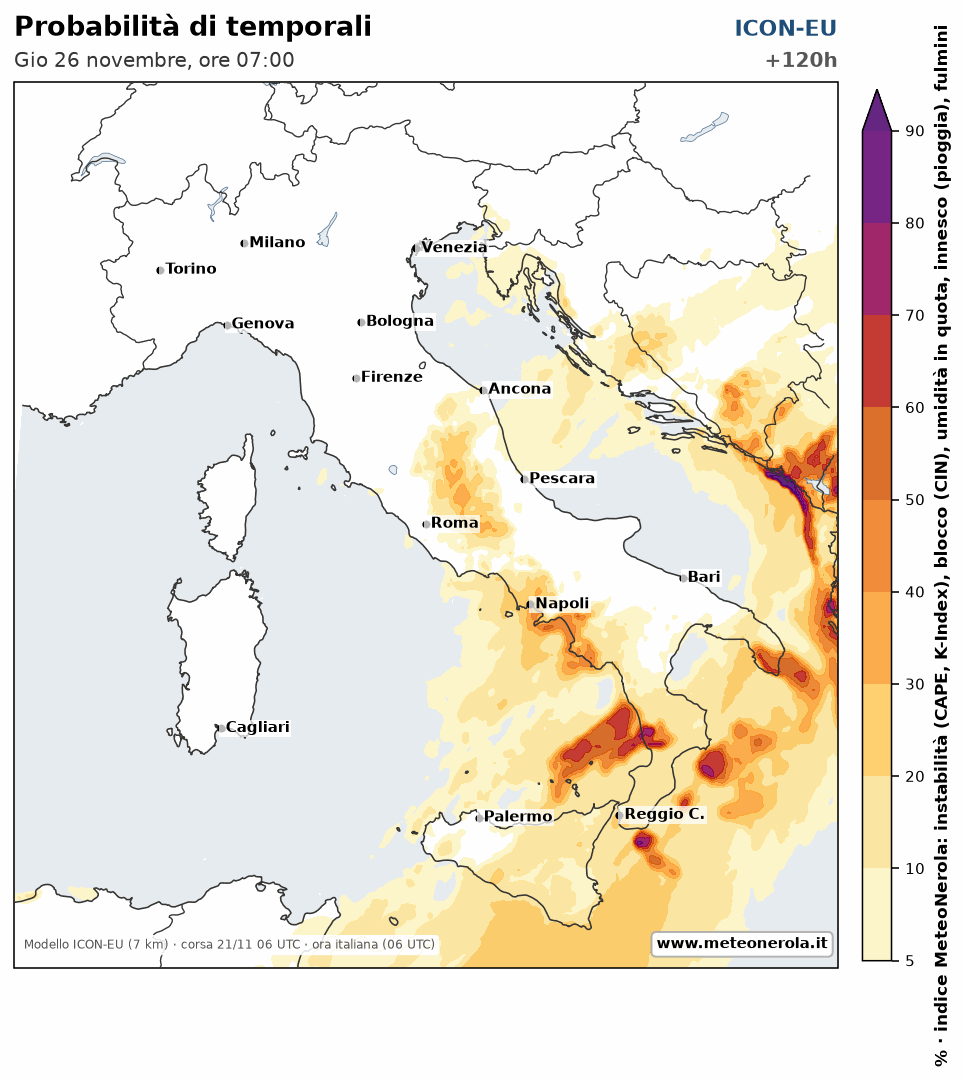 Probabilità di temporali
ICON-EU
Gio 26 novembre, ore 07:00
+120h
Milano
Venezia
Torino
Genova
Bologna
Firenze
Ancona
Pescara
Roma
Bari
Napoli
Cagliari
Palermo
Reggio C.
Modello ICON-EU (7 km) · corsa 21/11 06 UTC · ora italiana (06 UTC)
www.meteonerola.it
90
80
70
60
50
40
30
20
10
5
% · indice MeteoNerola: instabilità (CAPE, K-Index), blocco (CIN), umidità in quota, innesco (pioggia), fulmini